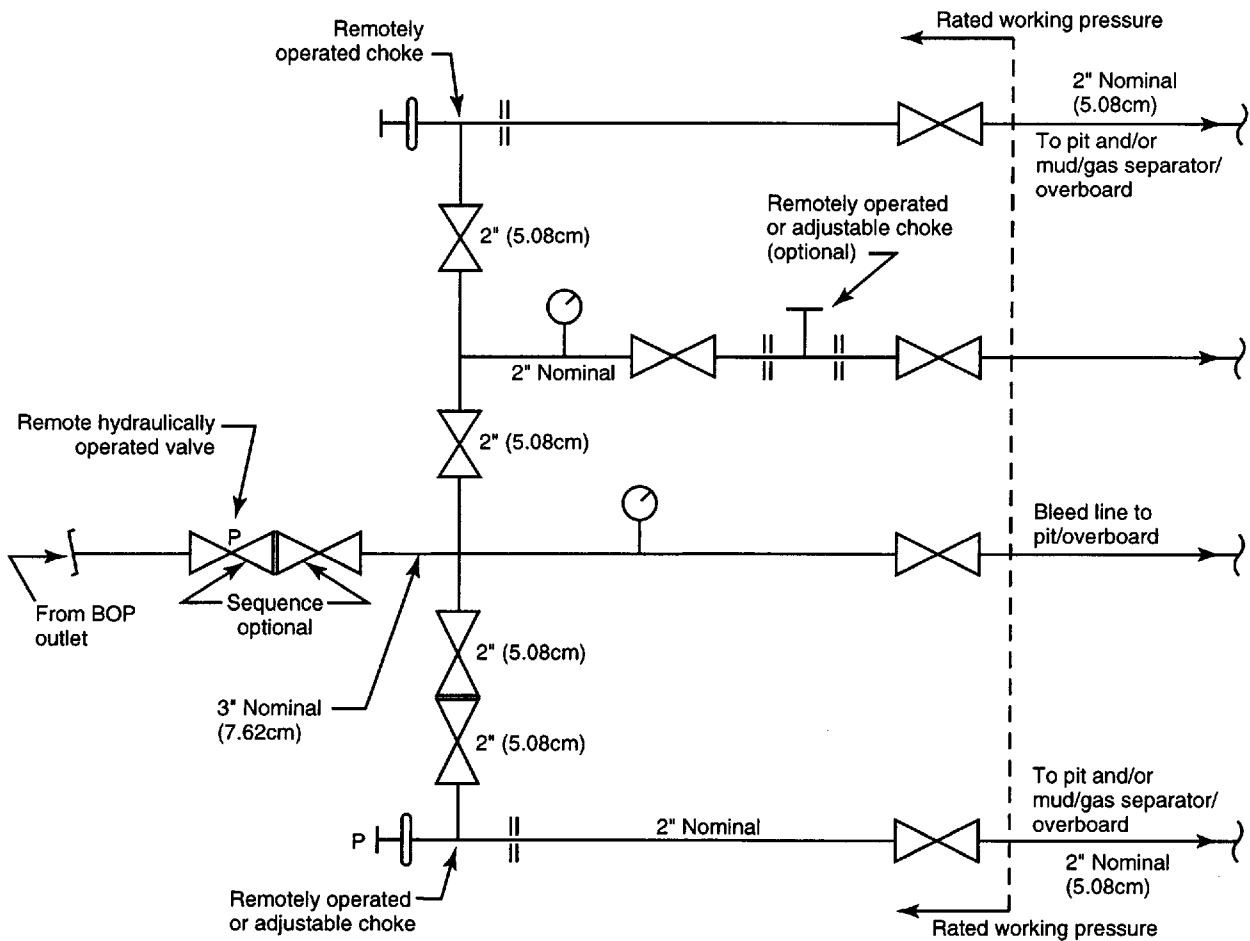 Rated working pressure
Remotely
operated choke
2" Nominal
(5.08cm)
To pit and/or
mud/gas separator/
overboard
Remotely operated
or adjustable choke
(optional)
2" (5.08cm)
2" Nominal
Remote hydraulically
operated valve
2" (5.08cm)
P
Bleed line to
pit/overboard
From BOP
outlet
Sequence
optional
2" (5.08cm)
3" Nominal
(7.62cm)
2" (5.08cm)
To pit and/or
mud/gas separator/
overboard
P
2" Nominal
2" Nominal
(5.08cm)
Remotely operated
or adjustable choke
Rated working pressure